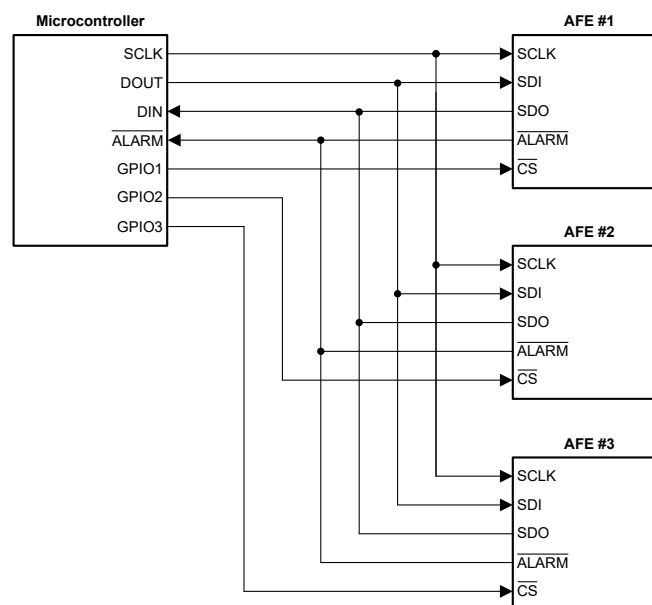 Microcontroller
SCLK
DOUT
DIN
ALARM
GPIO1
GPIO2
GPIO3
AFE #1
SCLK
SDI
SDO
ALARM
CS
AFE #2
SCLK
SDI
SDO
ALARM
CS
AFE #3
SCLK
SDI
SDO
ALARM
CS